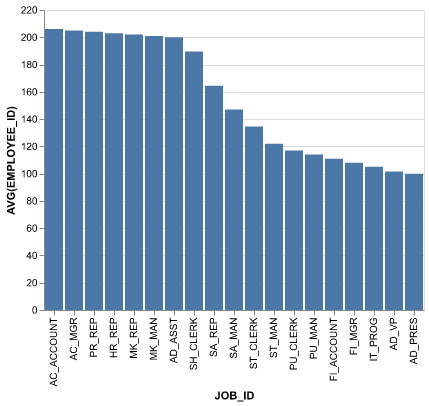 220
200
180
160
140
120
100
80
60
40
20
0
AVG(EMPLOYEE_ID)
AC_ACCOUNT
AC_MGR
PR_REP
HR_REP
MK_REP
MK_MAN
AD_ASST
SH_CLERK
SA_REP
SA_MAN
ST_CLERK
ST_MAN
PU_CLERK
PU_MAN
FI_ACCOUNT
FI_MGR
IT_PROG
AD_VP
AD_PRES
JOB_ID